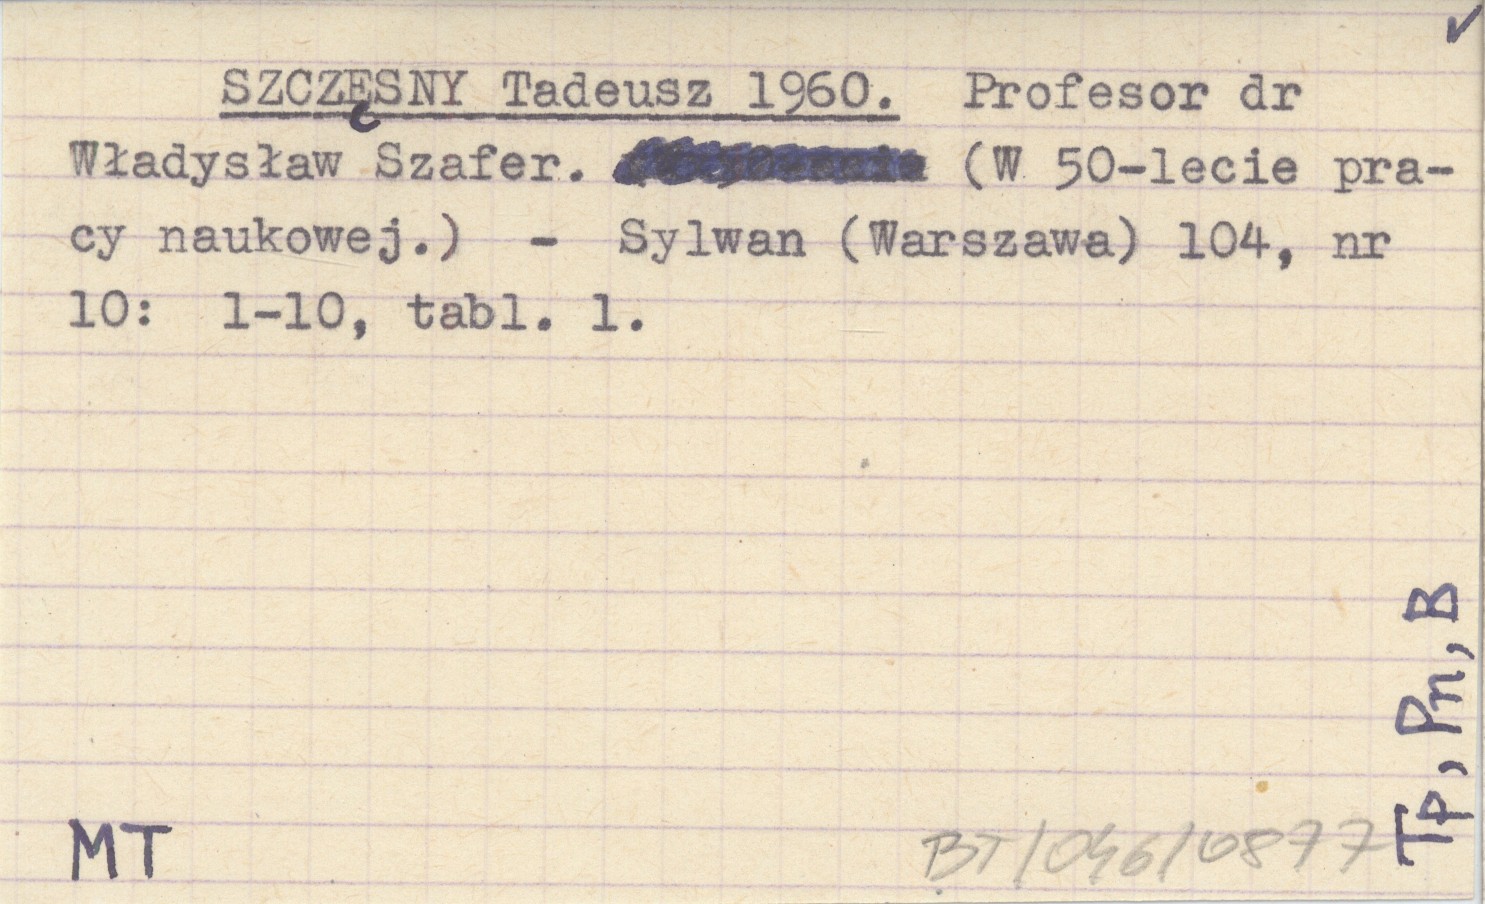 SZCZĘSNY Tadeusz 1960. Profesor dr
Władysław Szafer. (W 50-lecie pra-
cy naukowej.) - Sylwan (Warszawa) 104, nr
10: 1-10, tabl. 1.
Tp, Pn, B
MT
BT/046/0877